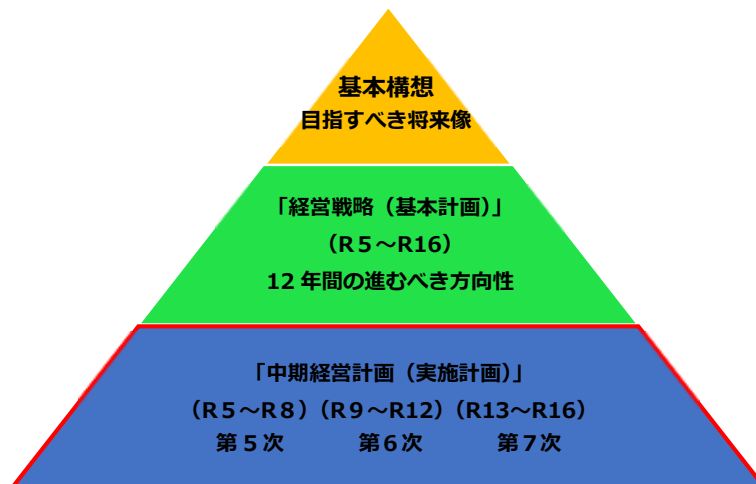 基本構想
目指すべき将来像
「経営戦略（基本計画）」
（R５～R16）
12 年間の進むべき方向性
「中期経営計画（実施計画）」
（R５～R８）（R９～R12）（R13～R16）
第５次 第６次 第７次